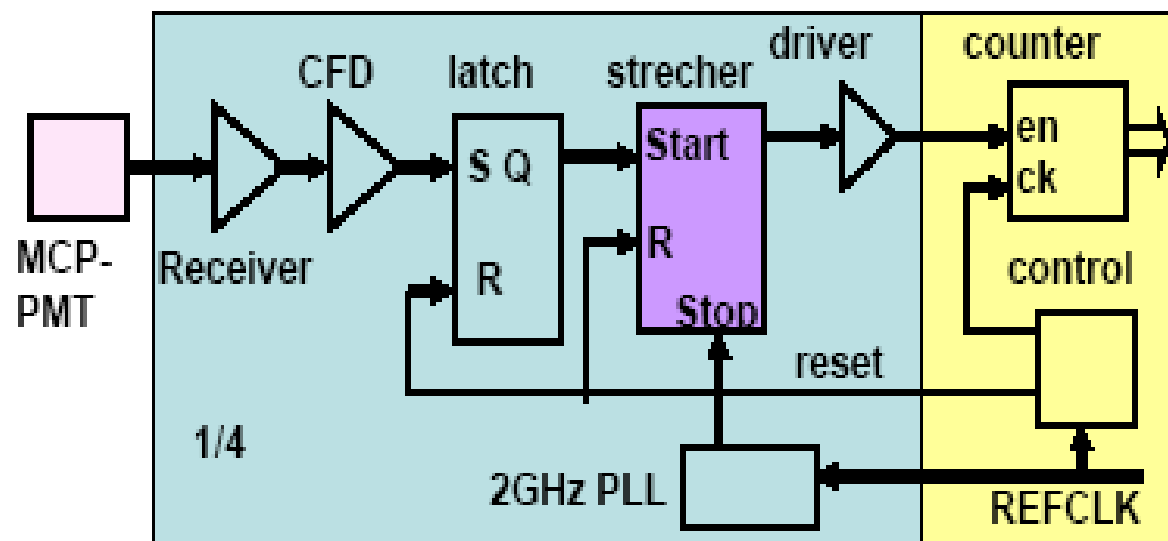 driver
counter
CFD
latch
strecher
en
ck
S Q
Start
MCP-
PMT
Receiver
R
R
control
Stop
reset
1/4
2GHz PLL
REFCLK